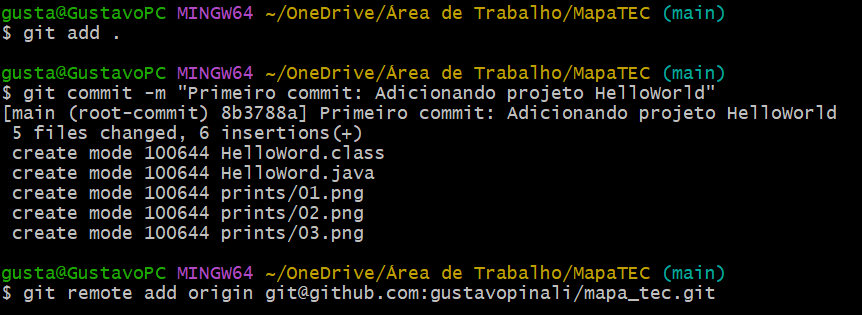 gusta@GustavoPC MINGW64 ~/OneDrive/Área de Trabalho/MapaTEC (main)
$ git add .
gusta@GustavoPC MINGW64 ~/OneDrive/Área de Trabalho/MapaTEC (main)
$ git commit -m "Primeiro commit: Adicionando projeto HelloWorld"
[main (root-commit) 8b3788a] Primeiro commit: Adicionando projeto HelloWorld
 5 files changed, 6 insertions(+)
 create mode 100644 HelloWord.class
 create mode 100644 HelloWord.java
 create mode 100644 prints/01.png
 create mode 100644 prints/02.png
 create mode 100644 prints/03.png
gusta@GustavoPC MINGW64 ~/OneDrive/Área de Trabalho/MapaTEC (main)
$ git remote add origin git@github.com:gustavopinali/mapa_tec.git